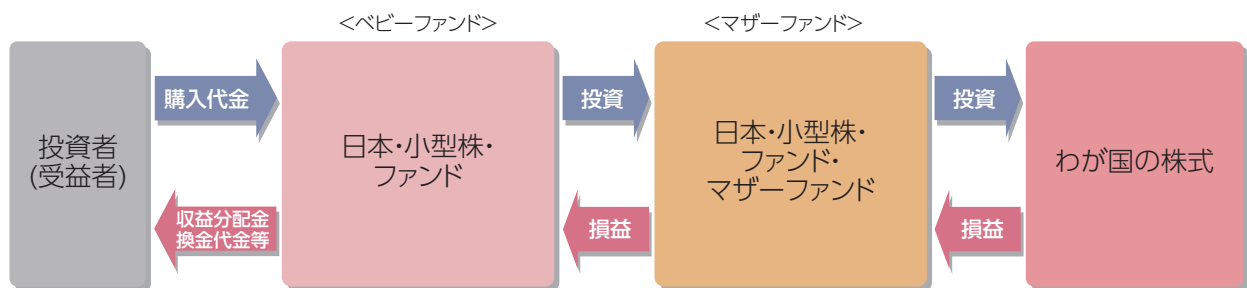 <ベビーファンド>
<マザーファンド>
投資者
(受益者)
購入代金
収益分配金
換金代金等
日本・小型株・
ファンド
投資
損益
日本・小型株・
ファンド・
マザーファンド
投資
損益
わが国の株式